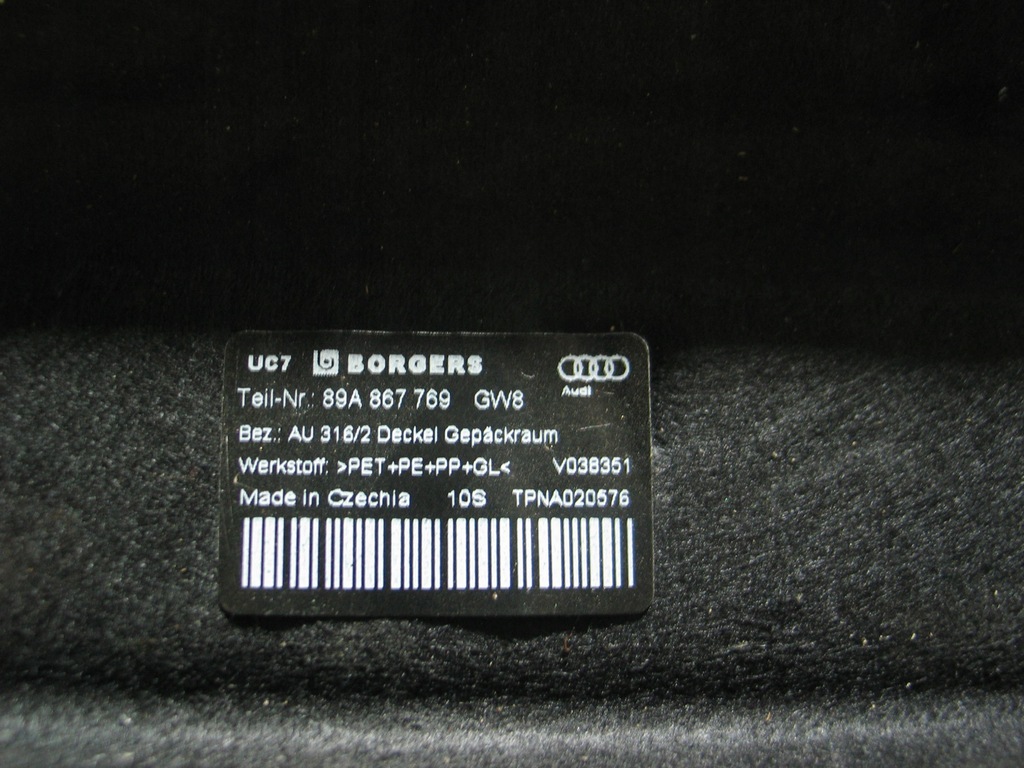 UC7 BORGERS
Audi
Teil-Nr.: 89A 867 769 GW8
Bez.: AU 316/2 Deckel Gepäckraum
Werkstoff: >PET+PE+PP+GL< V038351
Made in Czechia 10S TPNA020576